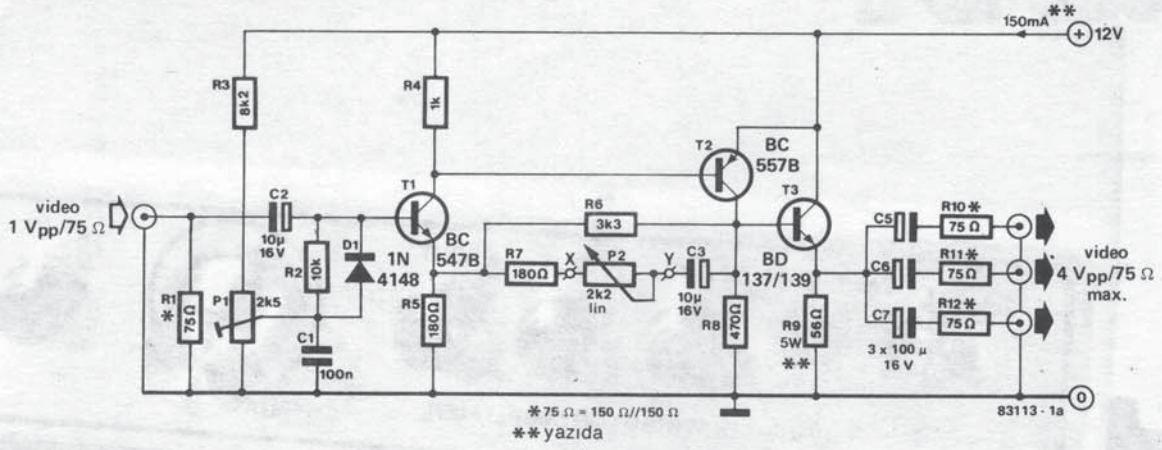 150mA **
+ 12V
R3
8k2
R4
1k
T2
BC
557B
T1
T3
video
1 Vpp/75 Ω
C2
10µ
16V
R2
10k
D1
1N
4148
BC
547B
R6
3k3
R7
180Ω
X
P2
2k2
lin
Y
C3
10µ
16V
BD
137/139
C5
R10*
75Ω
C6
R11*
75Ω
C7
R12*
75Ω
3 x 100 µ
16 V
video
4 Vpp/75 Ω
max.
R1
*
75Ω
P1
2k5
C1
100n
R5
180Ω
R8
470Ω
R9
5W
**
56Ω
0
83113 - 1a
* 75 Ω = 150 Ω//150 Ω
** yazıda